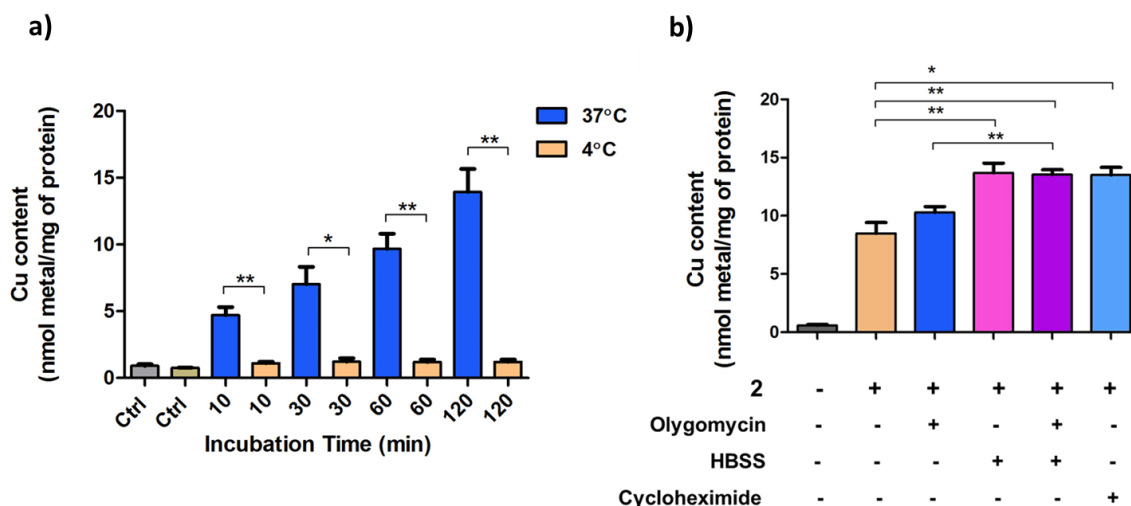 a)
Cu content
(nmol metal/mg of protein)
20
15
10
5
0
** * ** **
37°C
4°C
Ctrl Ctrl 10 10 30 30 60 60 120 120
Incubation Time (min)
b)
Cu content
(nmol metal/mg of protein)
20
15
10
5
0
*
**
**
**
2 - + + + + +
Olygomycin - - + - + -
HBSS - - - + + -
Cycloheximide - - - - - +